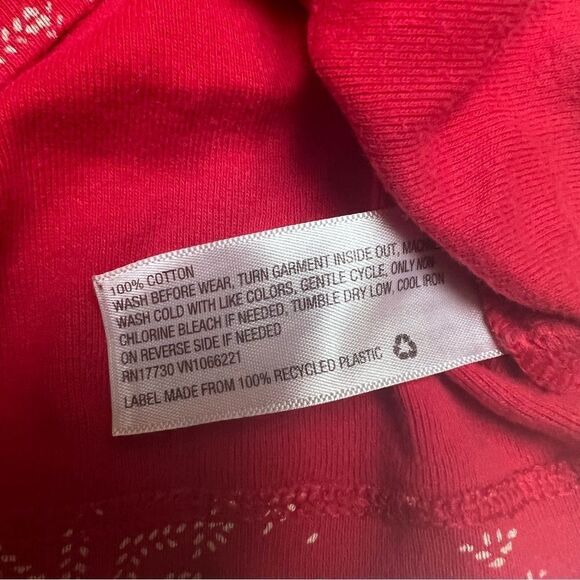 100% COTTON
WASH BEFORE WEAR, TURN GARMENT INSIDE OUT,
WASH COLD WITH LIKE COLORS, GENTLE CYCLE, ONLY NON
CHLORINE BLEACH IF NEEDED, TUMBLE DRY LOW, COOL IRON
ON REVERSE SIDE IF NEEDED
RN17730 VN1066221
LABEL MADE FROM 100% RECYCLED PLASTIC